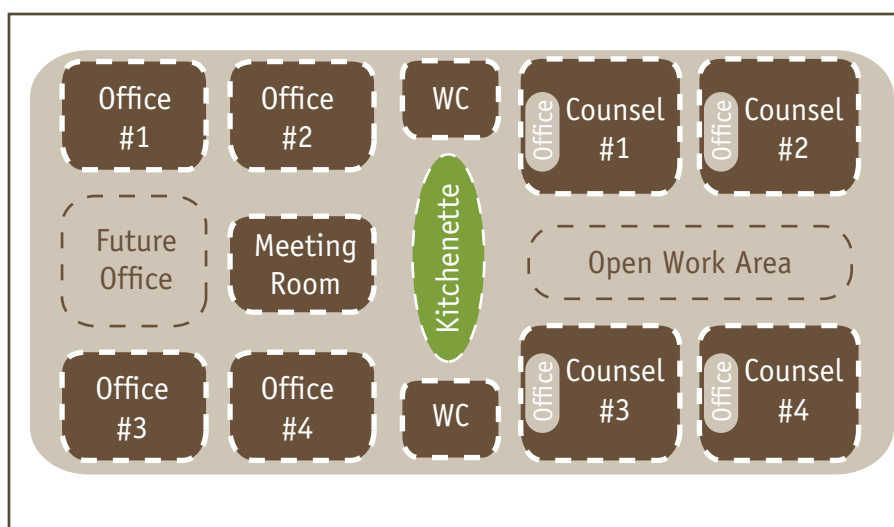 Office
#1
Office
#2
WC
Office
Counsel
#1
Office
Counsel
#2
Future
Office
Meeting
Room
Kitchenette
Open Work Area
Office
#3
Office
#4
WC
Office
Counsel
#3
Office
Counsel
#4